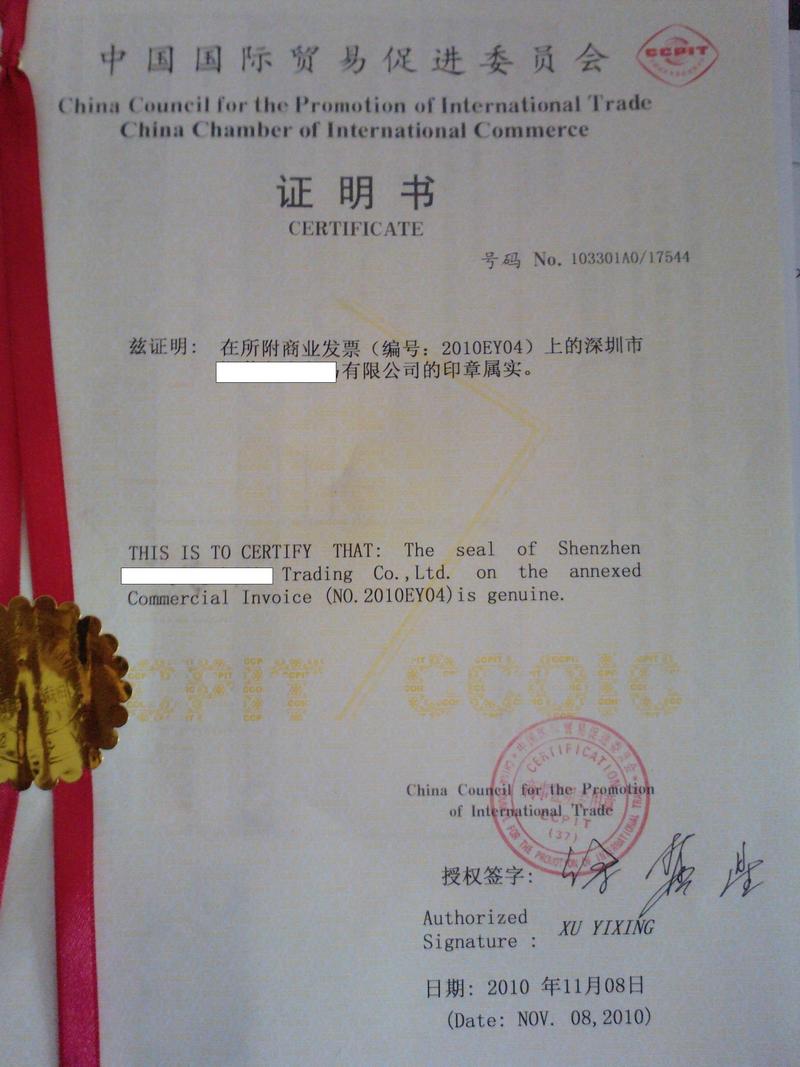 中国国际贸易促进委员会
CCPIT
China Council for the Promotion of International Trade
China Chamber of International Commerce
证明书
CERTIFICATE
号码 No. 103301A0/17544
兹证明: 在所附商业发票（编号: 2010EY04）上的深圳市
有限公司的印章属实。
THIS IS TO CERTIFY THAT: The seal of Shenzhen
Trading Co.,Ltd. on the annexed
Commercial Invoice (NO.2010EY04)is genuine.
CCPIT CCOIC
China Council for the Promotion
of International Trade
CERTIFICATION
CCPIT
(37)
授权签字:
Authorized
Signature : XU YIXING
日期: 2010 年11月08日
(Date: NOV. 08,2010)